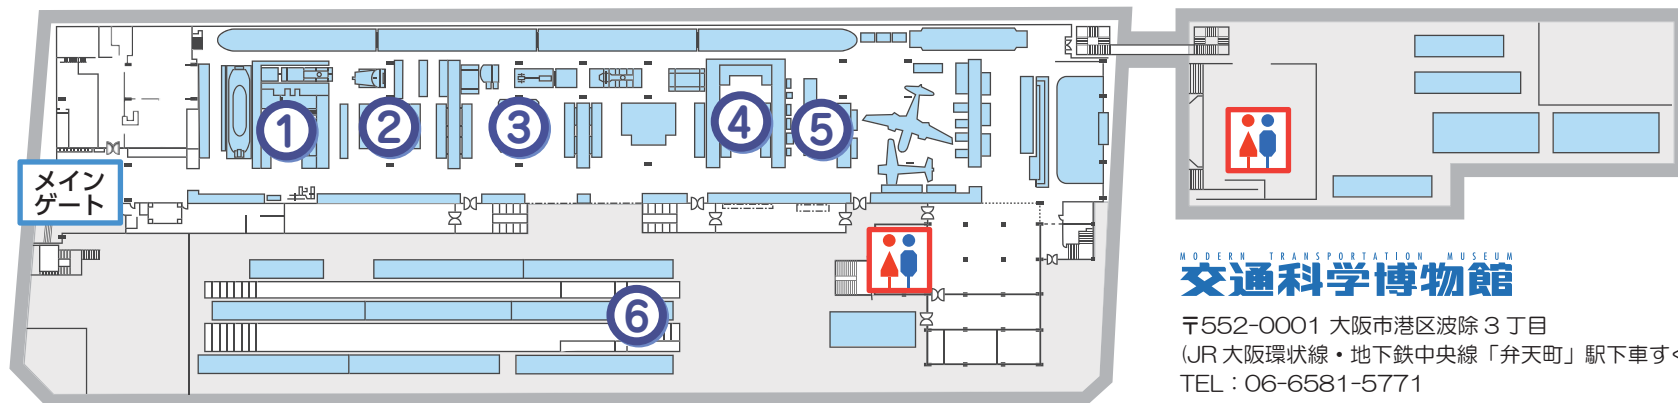 ① ② ③ ④ ⑤
メイン
ゲート
⑥
MODERN TRANSPORTATION MUSEUM
交通科学博物館
〒552-0001 大阪市港区波除 3 丁目
(JR 大阪環状線・地下鉄中央線「弁天町」駅下車す
TEL：06-6581-5771